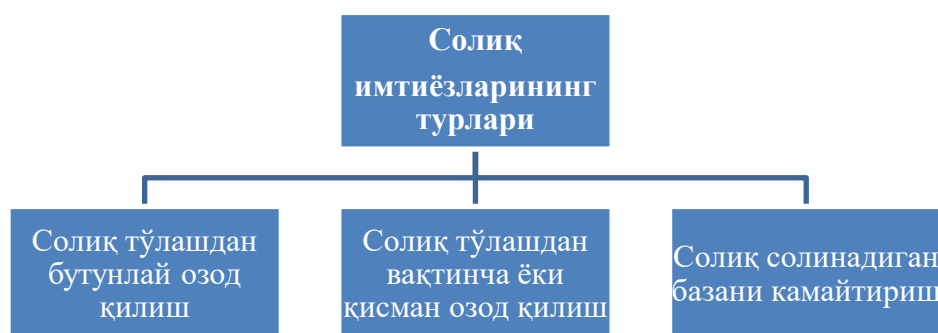 Солиқ
имтиёзларининг
турлари
Солиқ тўлашдан
бутунлай озод
қилиш
Солиқ тўлашдан
вақтинча ёки
қисман озод қилиш
Солиқ солинадиган
базани камайтириш